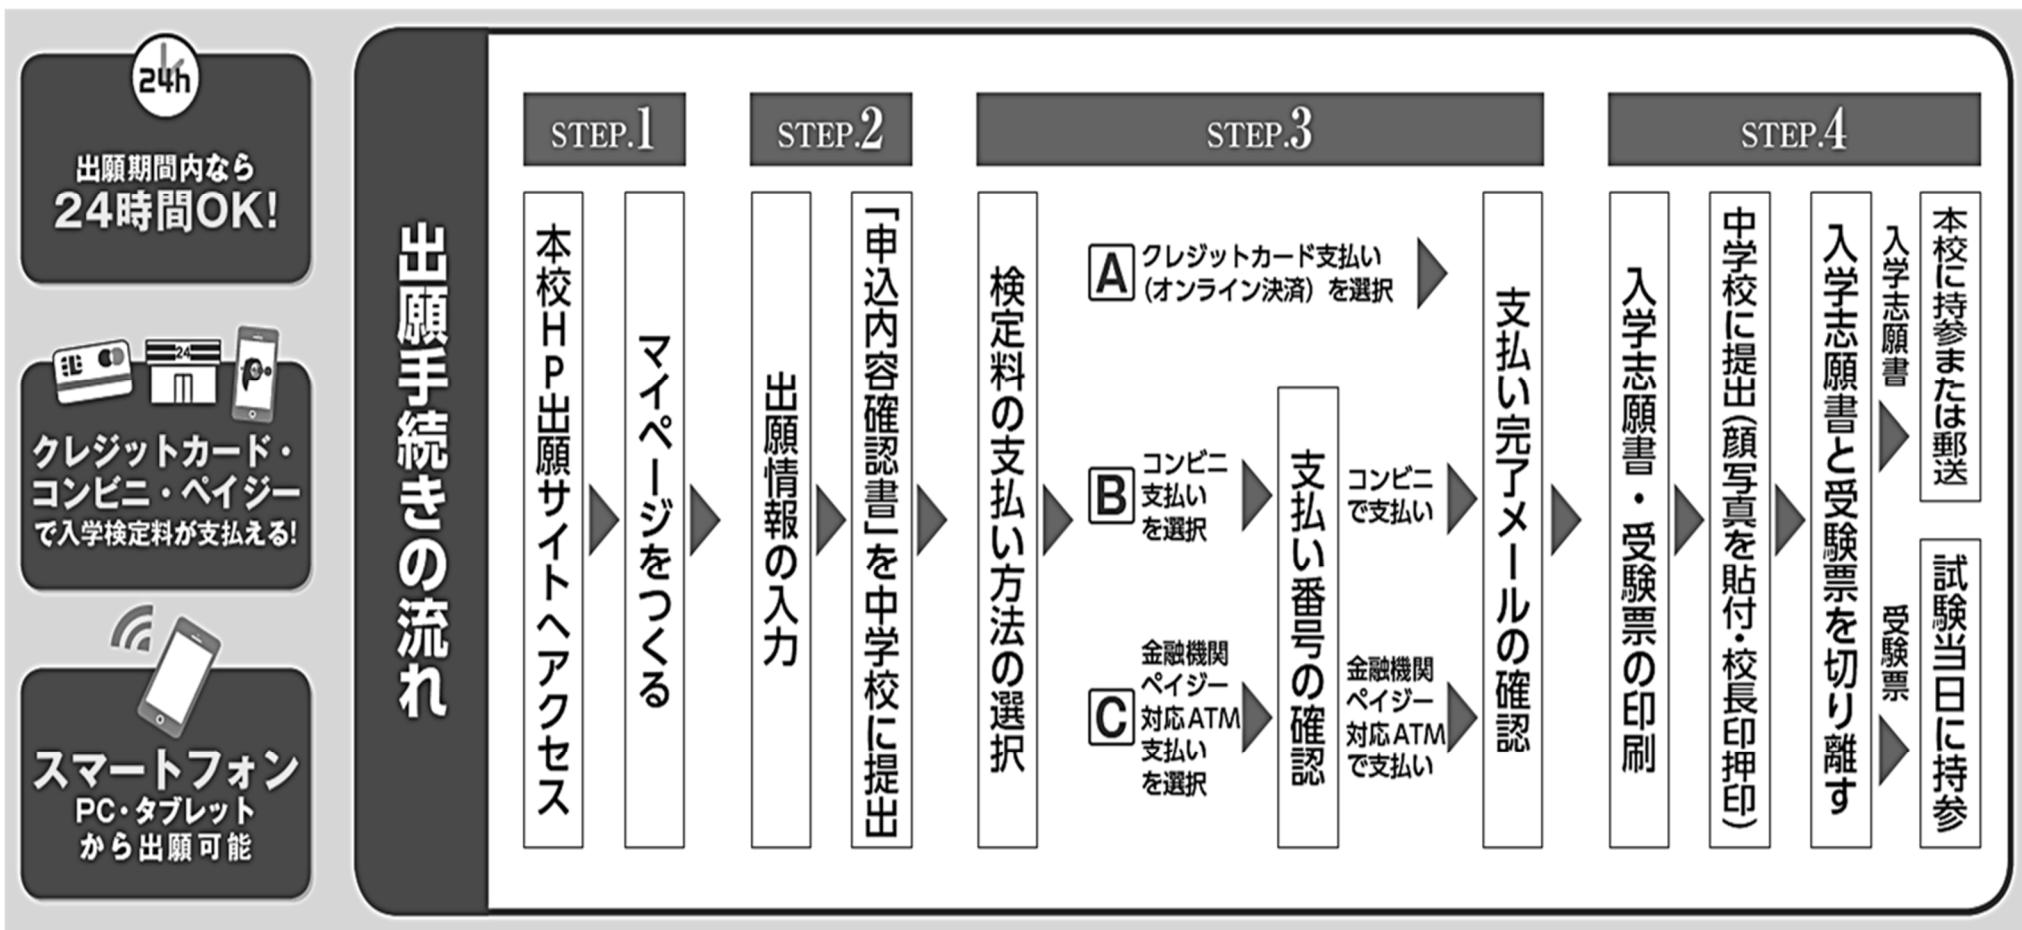 24h
出願期間内なら
24時間OK!
24
クレジットカード・
コンビニ・ペイジー
で入学検定料が支払える!
スマートフォン
PC・タブレット
から出願可能
出願手続きの流れ
STEP.1
本校HP出願サイトへアクセス
マイページをつくる
STEP.2
出願情報の入力
「申込内容確認書」を中学校に提出
STEP.3
検定料の支払い方法の選択
A
クレジットカード支払い
(オンライン決済)を選択
B
コンビニ
支払い
を選択
C
金融機関
ペイジー
対応ATM
支払い
を選択
支払い番号の確認
コンビニ
で支払い
金融機関
ペイジー
対応ATM
で支払い
支払い完了メールの確認
STEP.4
入学志願書・受験票の印刷
中学校に提出(顔写真を貼付・校長印押印)
入学志願書と受験票を切り離す
入学志願書
本校に持参または郵送
受験票
試験当日に持参